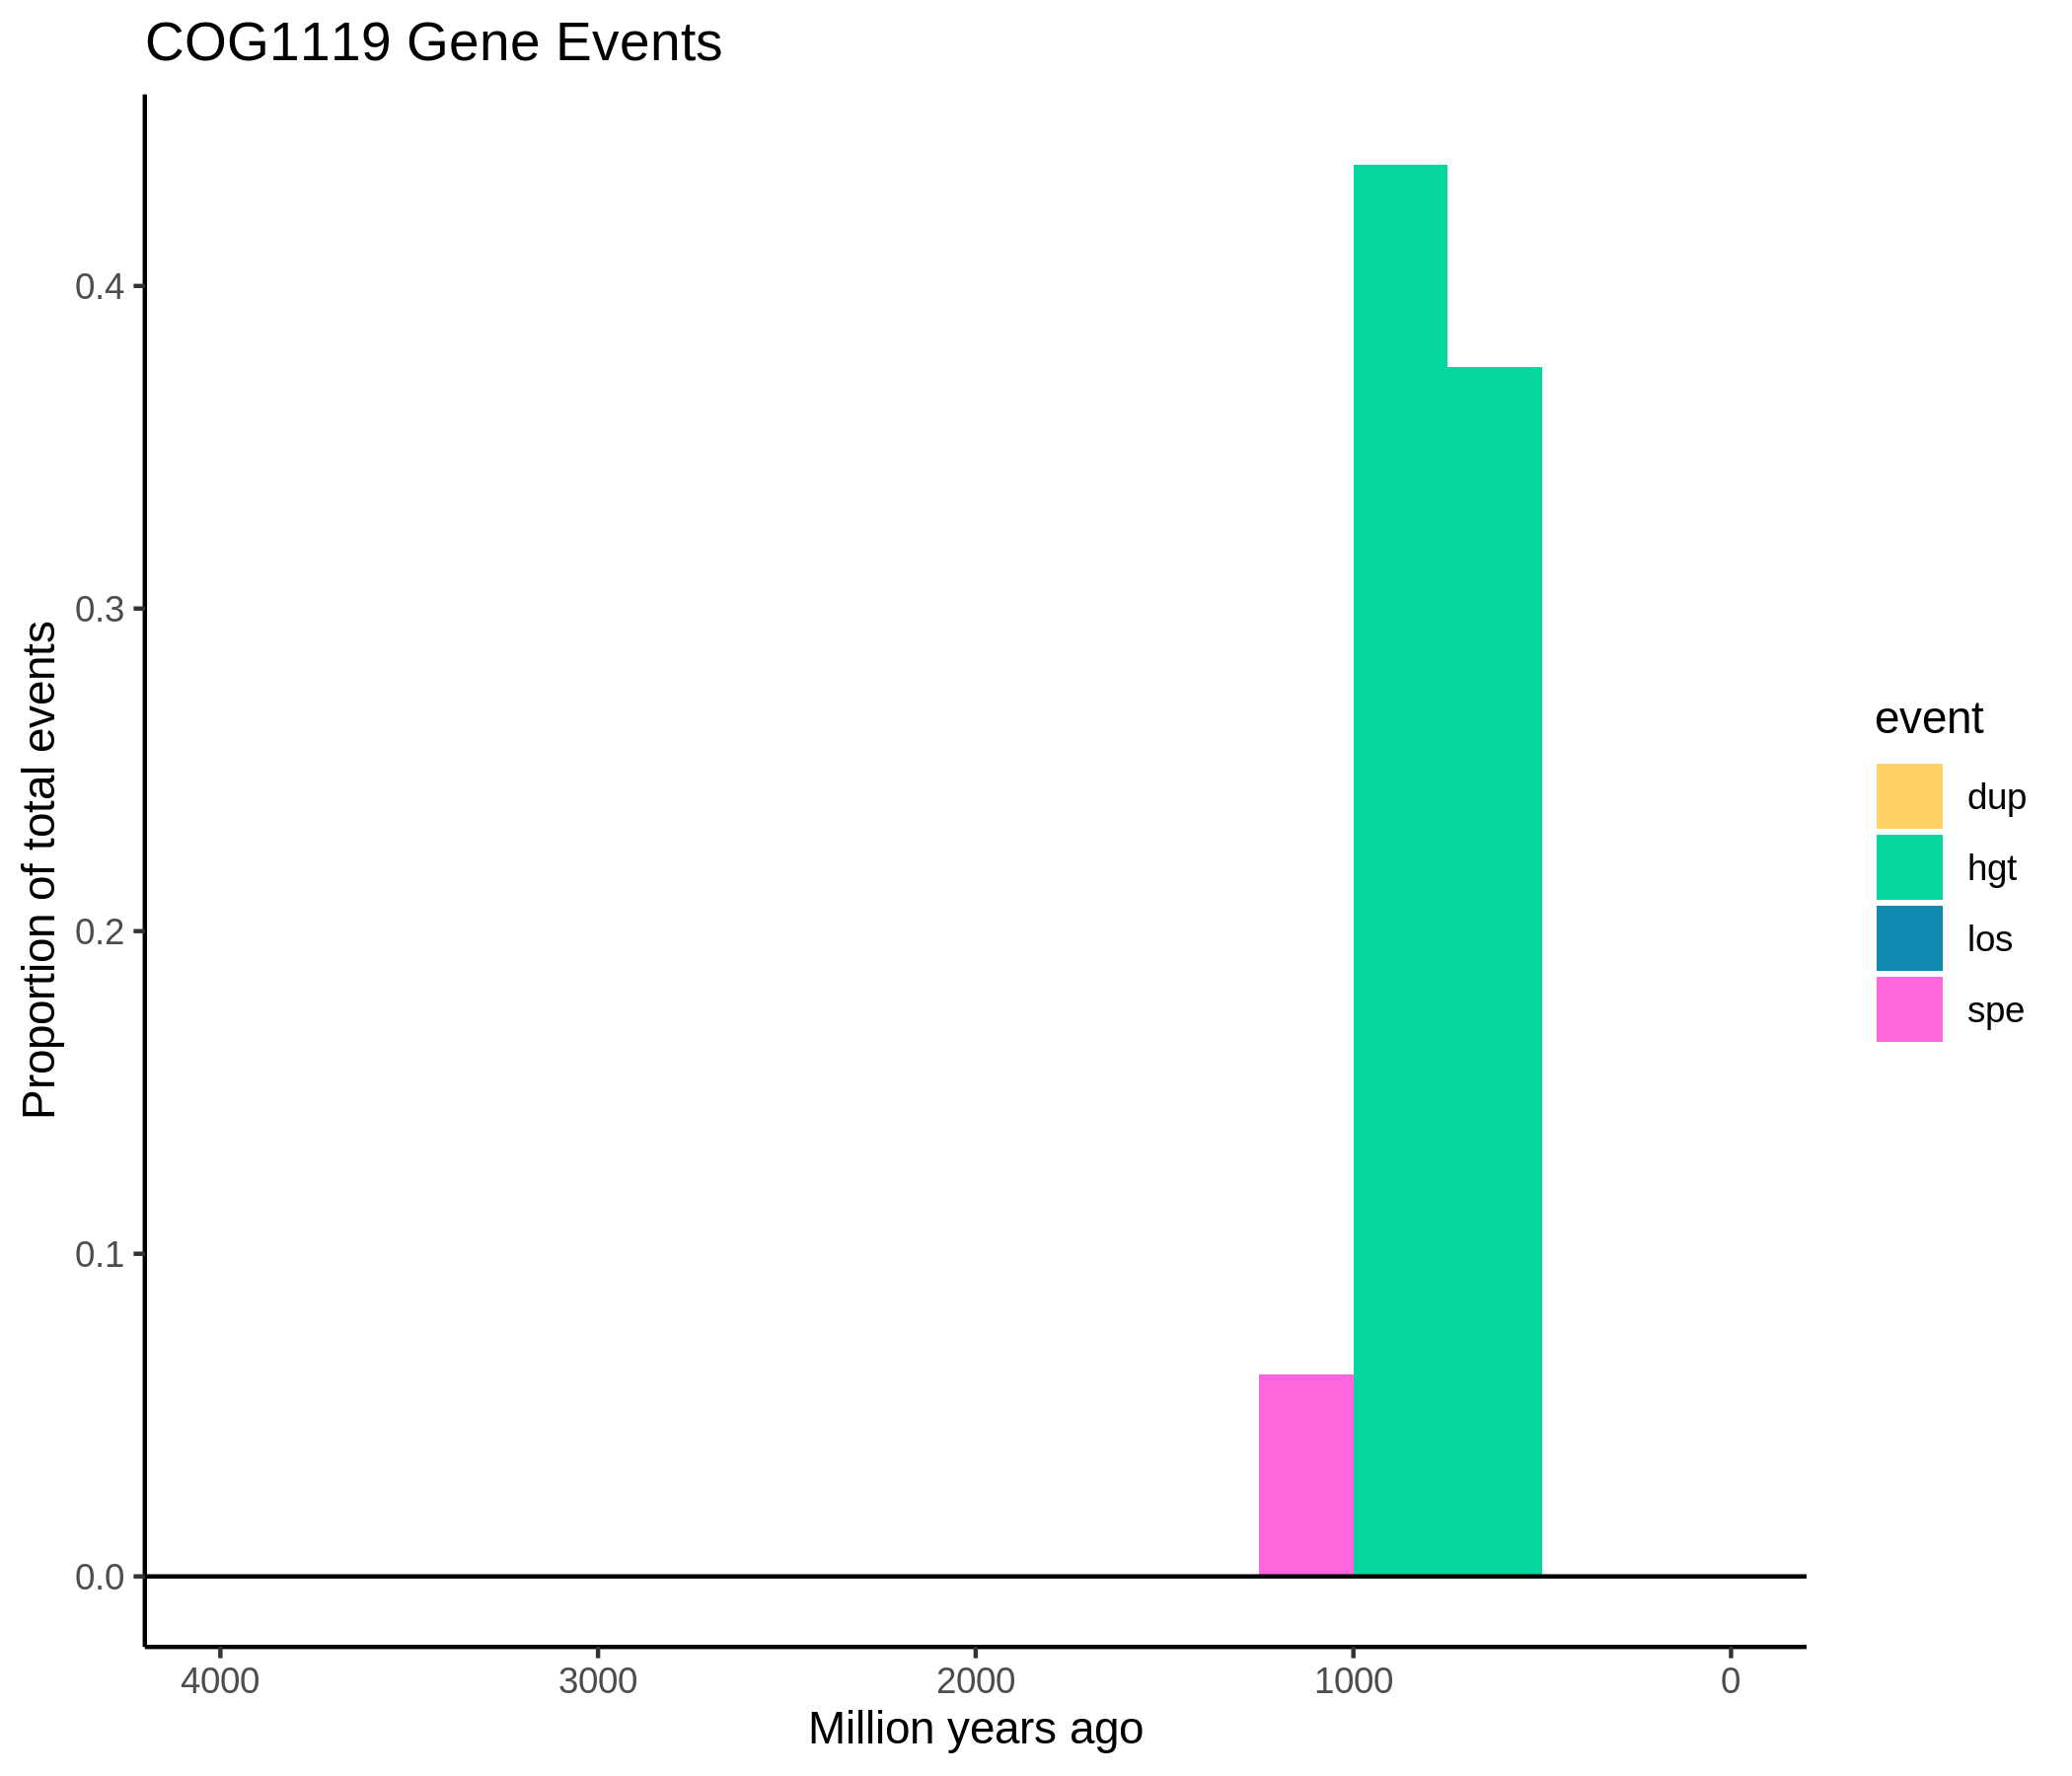 COG1119 Gene Events
Proportion of total events
0.4
0.3
0.2
0.1
0.0
4000 3000 2000 1000 0
Million years ago
event
dup
hgt
los
spe